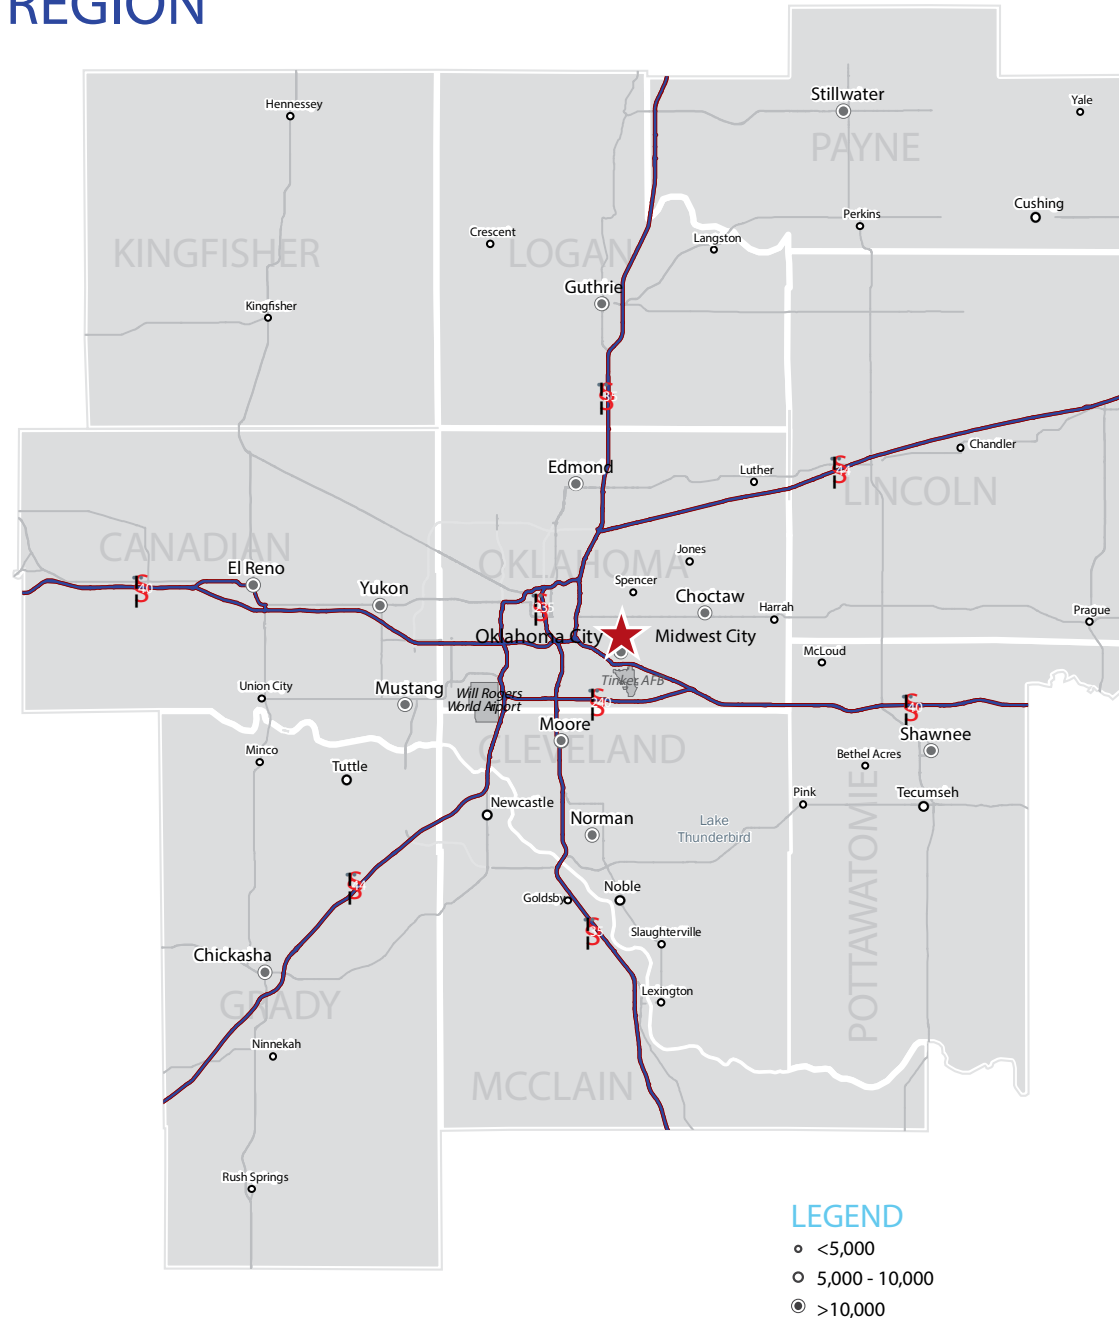 REGION
Hennessey
Stillwater
Yale
PAYNE
Cushing
Perkins
Crescent
Langston
KINGFISHER
LOGAN
Guthrie
Kingfisher
35
Chandler
Edmond
Luther
44
LINCOLN
CANADIAN
OKLAHOMA
Jones
El Reno
Spencer
40
Yukon
Choctaw
Harrah
Prague
235
Oklahoma City
Midwest City
McLoud
Tinker AFB
Union City
Mustang
Will Rogers
World Aiport
240
40
Moore
Shawnee
CLEVELAND
Minco
Bethel Acres
Tuttle
Pink
Tecumseh
Newcastle
Norman
Lake
Thunderbird
POTTAWATOMIE
44
Noble
Goldsby
35
Slaughterville
Chickasha
Lexington
GRADY
Ninnekah
MCCLAIN
Rush Springs
LEGEND
<5,000
5,000 - 10,000
>10,000